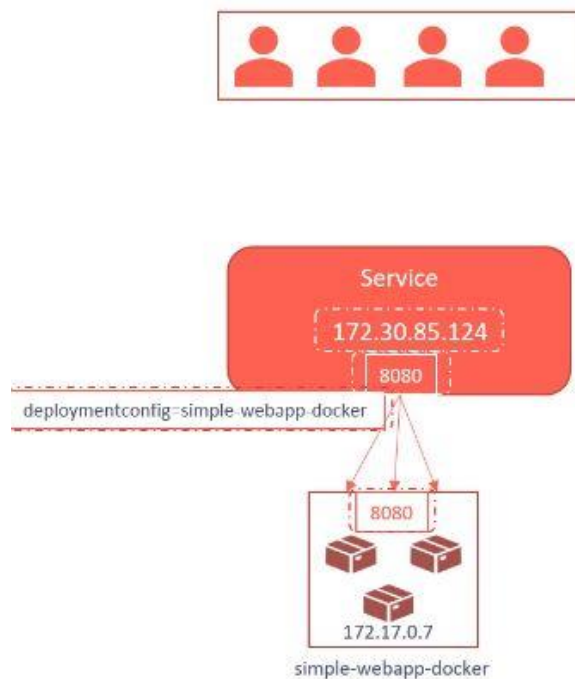 Service
172.30.85.124
8080
deploymentconfig=simple-webapp-docker
8080
172.17.0.7
simple-webapp-docker